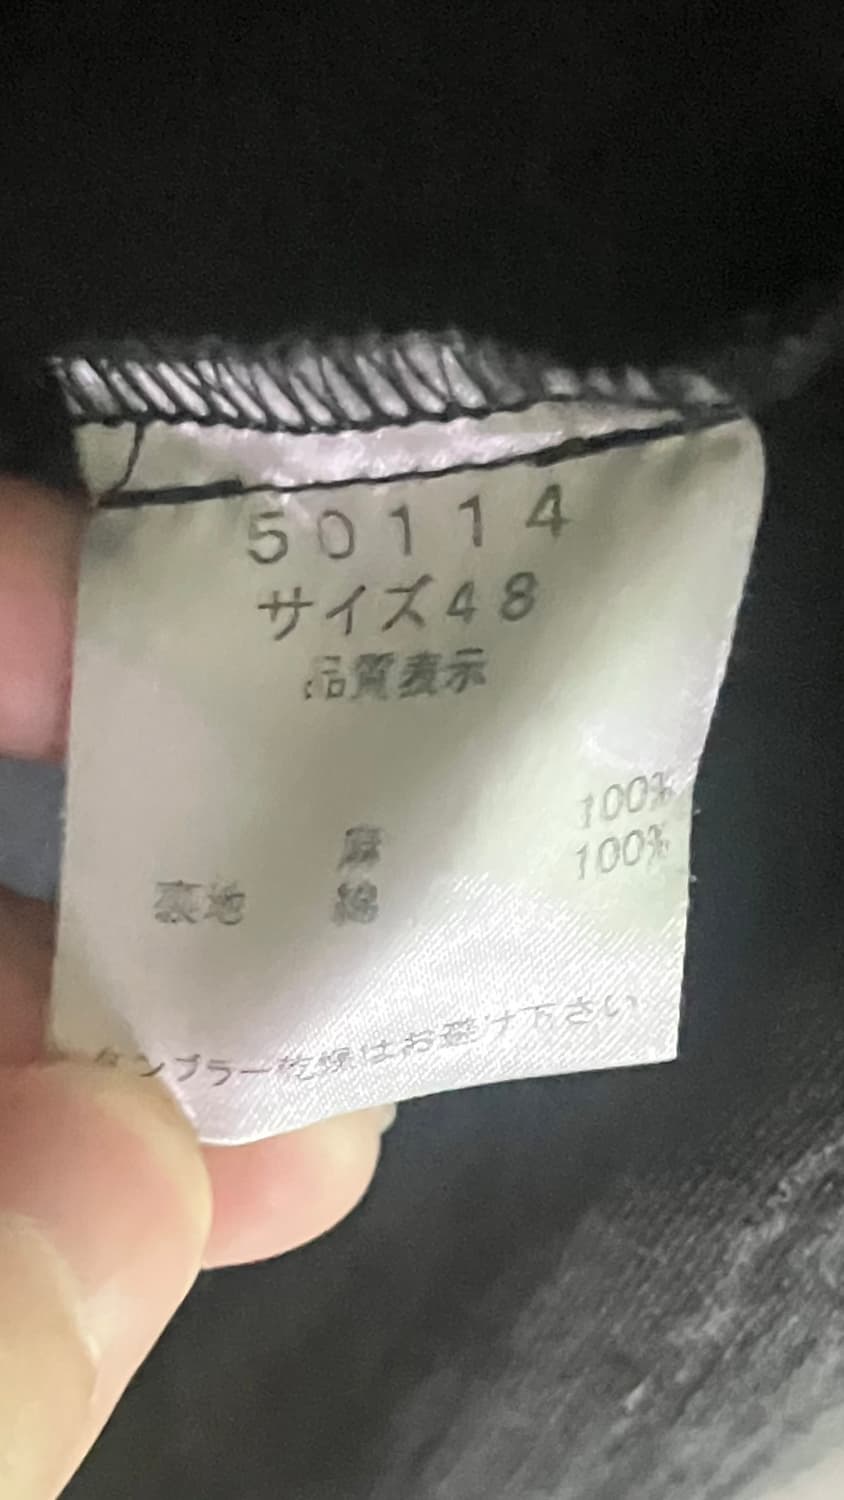 50114
サイズ48
品質表示
麻 100%
裏地 綿 100%
タンブラー乾燥はお避け下さい